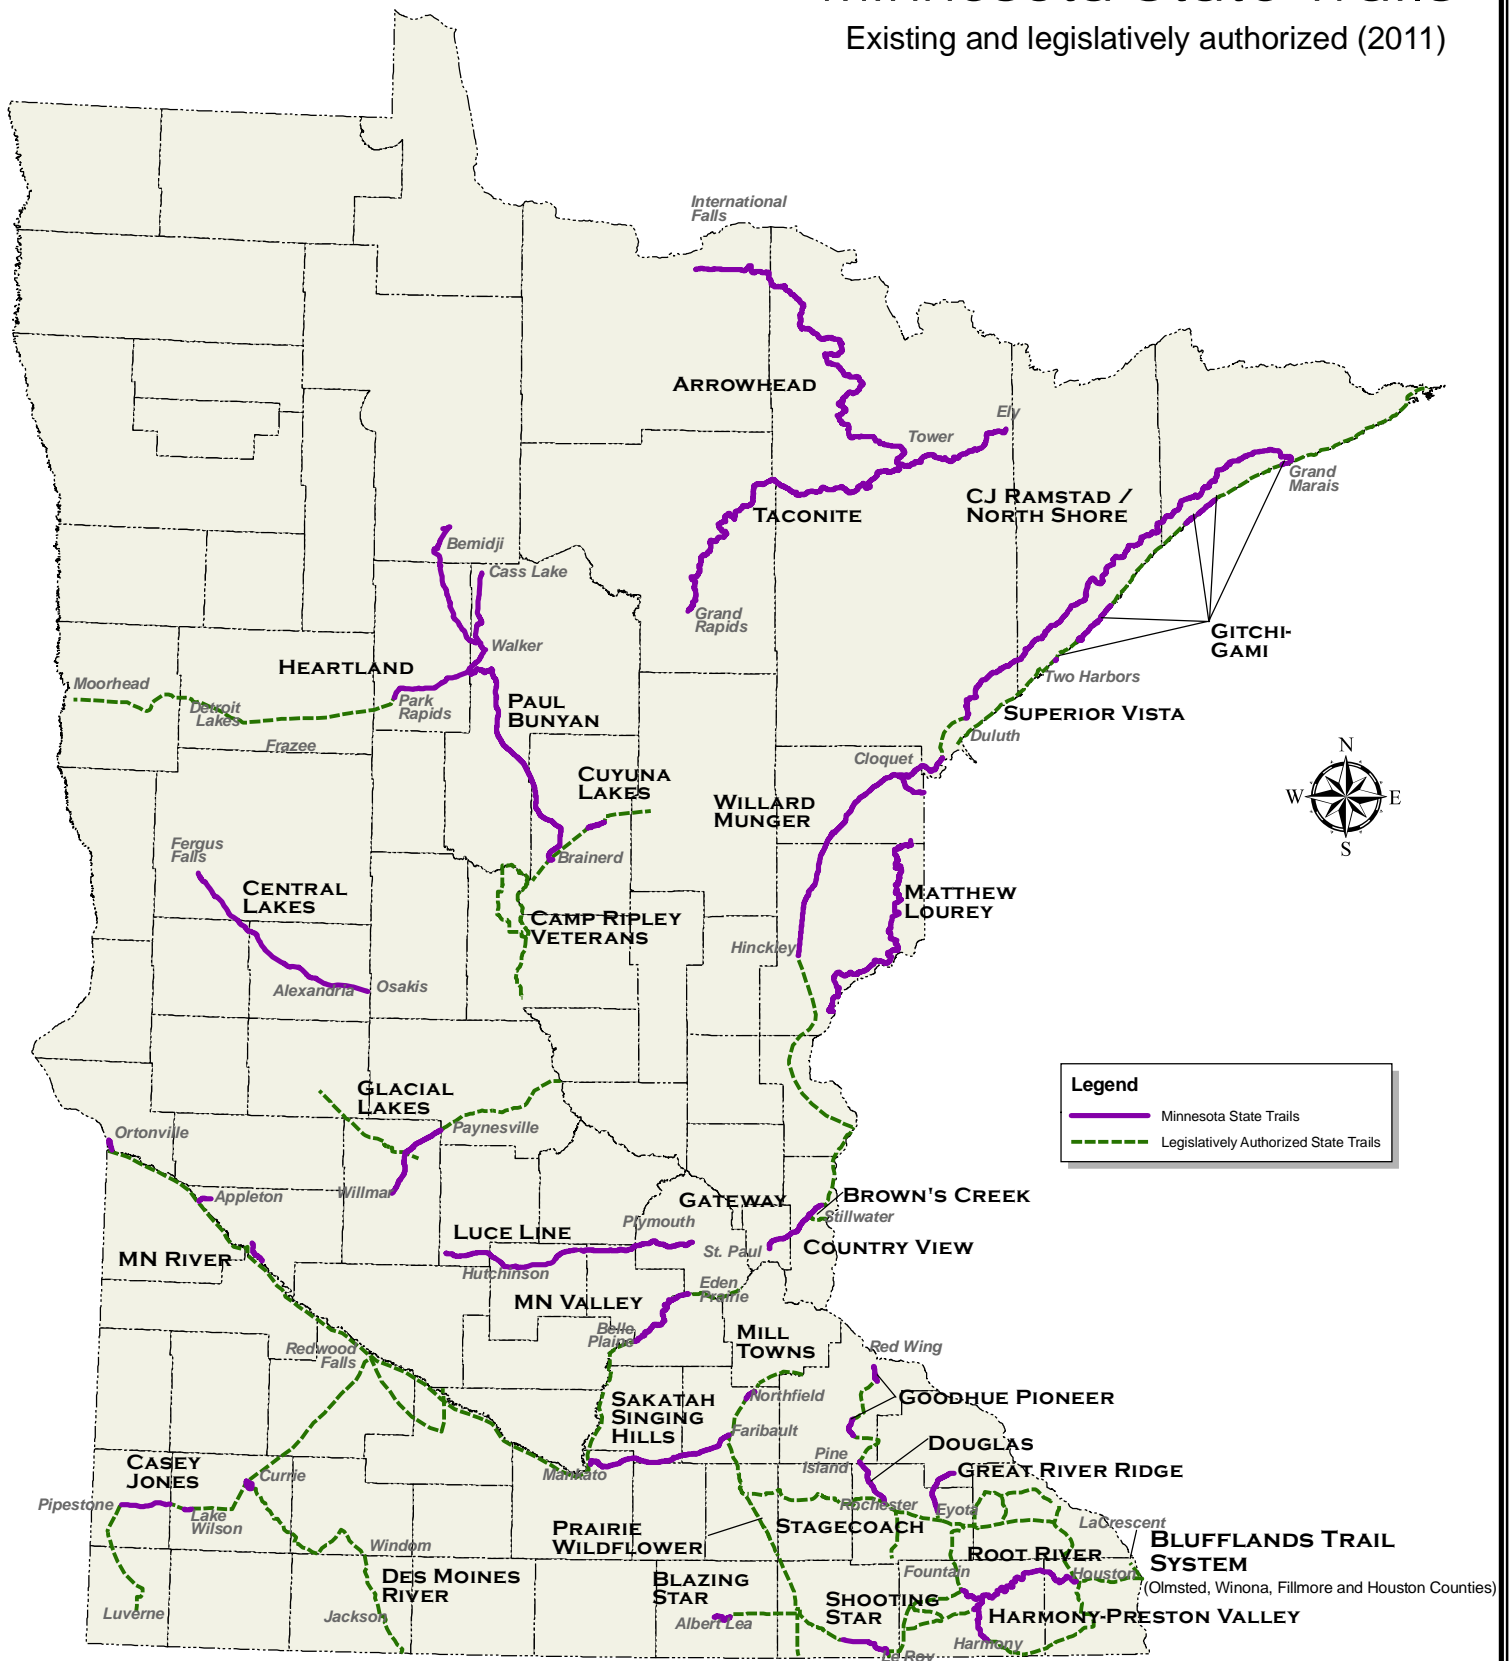 Minnesota State Trails
Existing and legislatively authorized (2011)
International
Falls
ARROWHEAD
Ely
Tower
TACONITE
CJ RAMSTAD /
NORTH SHORE
Grand
Marais
Bemidji
Cass Lake
Grand
Rapids
Walker
GITCHI-
GAMI
HEARTLAND
Moorhead
Detroit
Lakes
Park
Rapids
PAUL
BUNYAN
Two Harbors
SUPERIOR VISTA
Duluth
Frazee
Cloquet
N
W
E
S
CUYUNA
LAKES
WILLARD
MUNGER
Fergus
Falls
Brainerd
CENTRAL
LAKES
MATTHEW
LOUREY
CAMP RIPLEY
VETERANS
Hinckley
Alexandria
Osakis
Legend
Minnesota State Trails
Legislatively Authorized State Trails
GLACIAL
LAKES
Ortonville
Paynesville
Appleton
Willmar
GATEWAY
BROWN'S CREEK
Stillwater
Plymouth
LUCE LINE
St. Paul
COUNTRY VIEW
MN RIVER
Hutchinson
Eden
Prairie
MN VALLEY
Belle
Plaine
MILL
TOWNS
Redwood
Falls
Red Wing
Northfield
GOODHUE PIONEER
SAKATAH
SINGING
HILLS
Faribault
DOUGLAS
Pine
Island
CASEY
JONES
Currie
Mankato
GREAT RIVER RIDGE
Pipestone
Lake
Wilson
Rochester
Eyota
LaCrescent
STAGECOACH
PRAIRIE
WILDFLOWER
BLUFFLANDS TRAIL
SYSTEM
(Olmsted, Winona, Fillmore and Houston Counties)
Windom
ROOT RIVER
Fountain
Houston
DES MOINES
RIVER
BLAZING
STAR
SHOOTING
STAR
Luverne
Jackson
Albert Lea
HARMONY-PRESTON VALLEY
Harmony
Le Roy